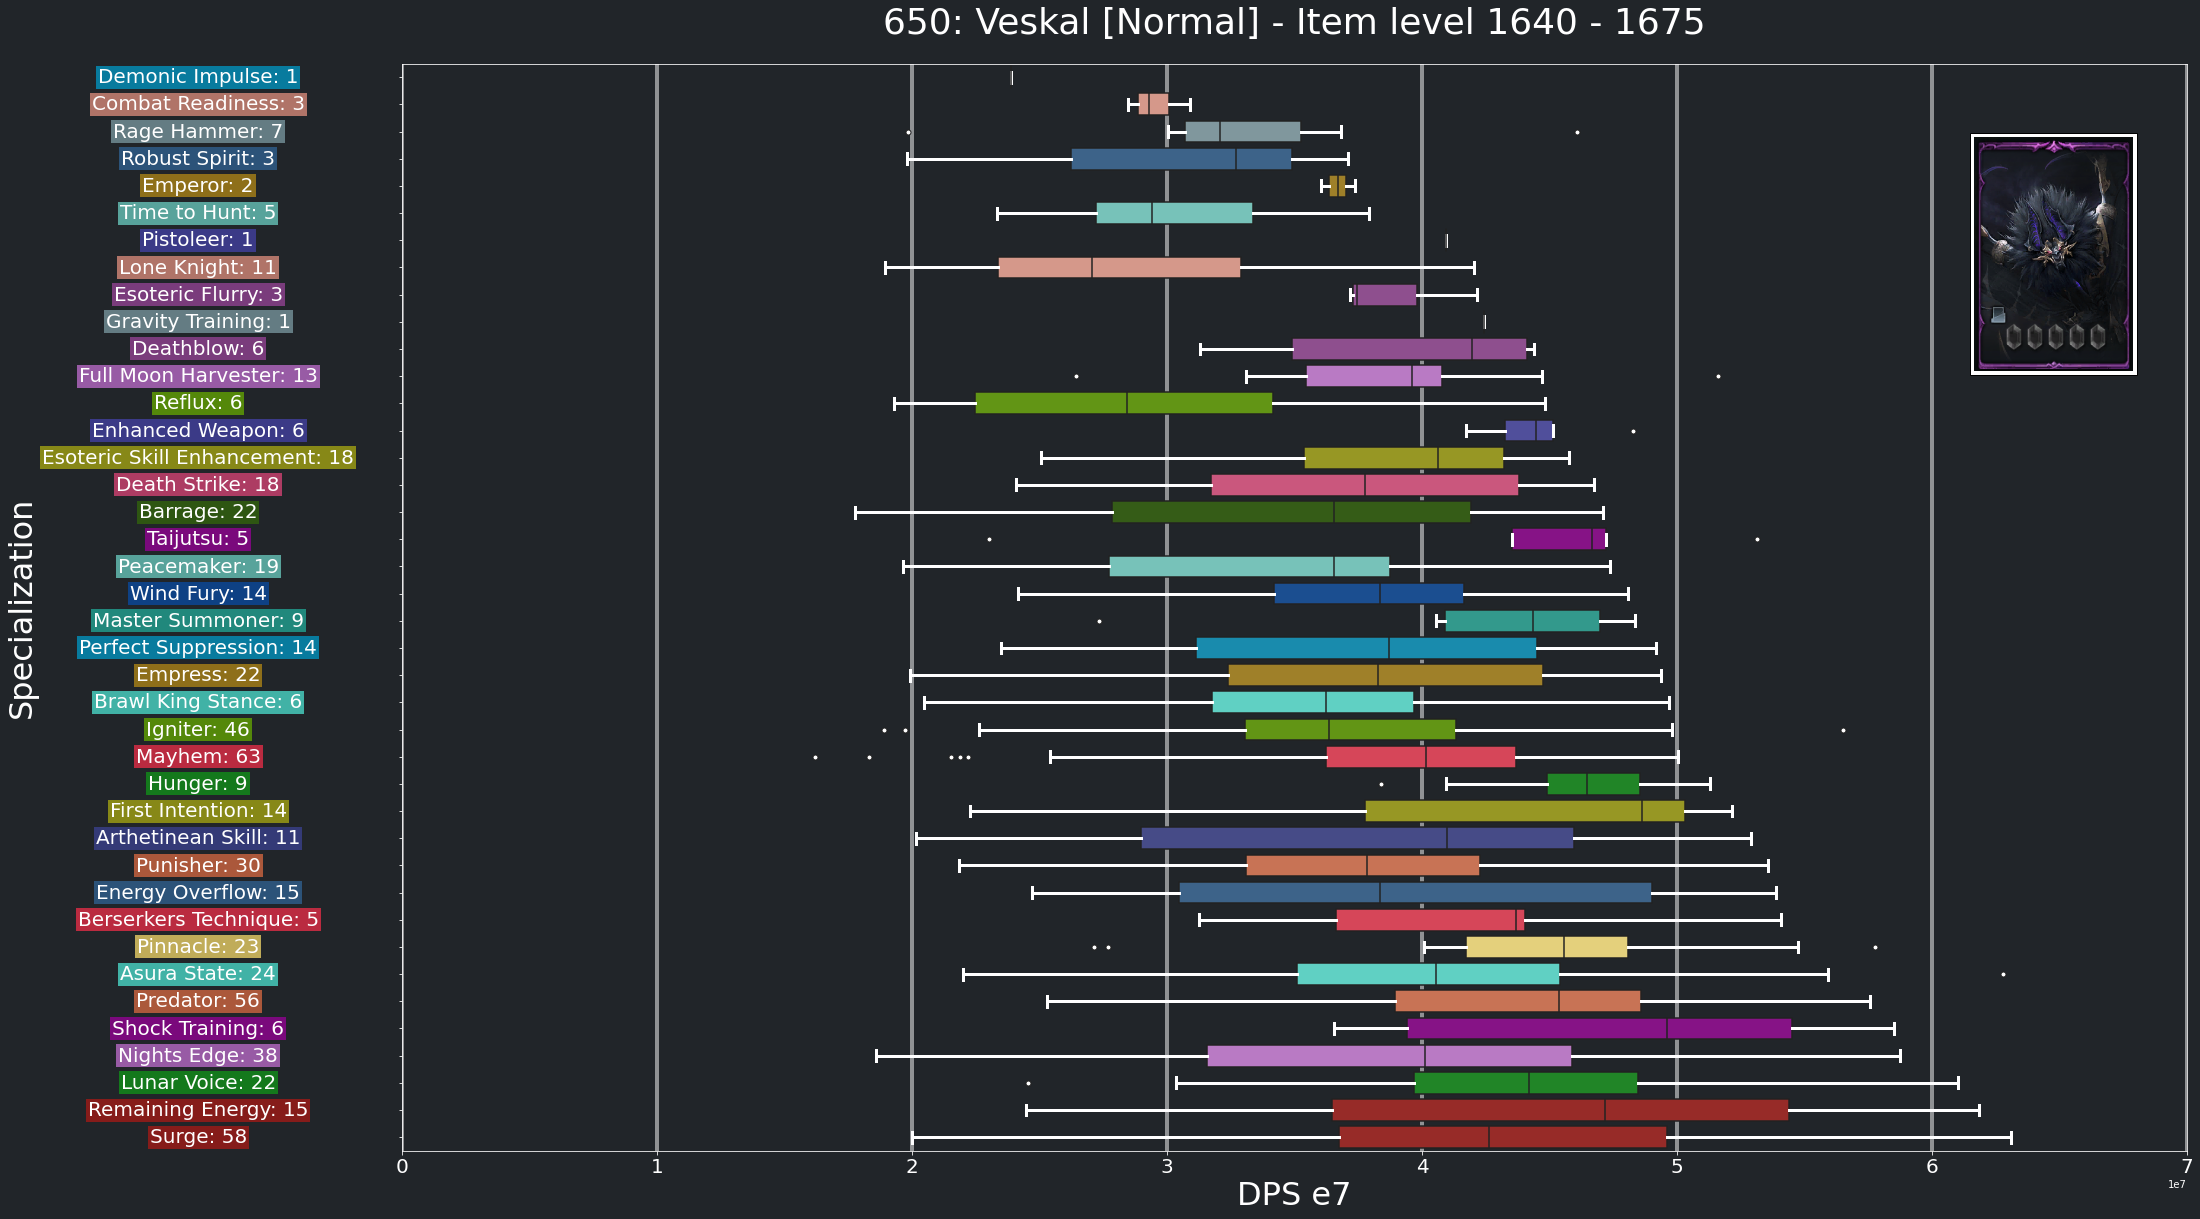 650: Veskal [Normal] - Item level 1640 - 1675
Specialization
Demonic Impulse: 1
Combat Readiness: 3
Rage Hammer: 7
Robust Spirit: 3
Emperor: 2
Time to Hunt: 5
Pistoleer: 1
Lone Knight: 11
Esoteric Flurry: 3
Gravity Training: 1
Deathblow: 6
Full Moon Harvester: 13
Reflux: 6
Enhanced Weapon: 6
Esoteric Skill Enhancement: 18
Death Strike: 18
Barrage: 22
Taijutsu: 5
Peacemaker: 19
Wind Fury: 14
Master Summoner: 9
Perfect Suppression: 14
Empress: 22
Brawl King Stance: 6
Igniter: 46
Mayhem: 63
Hunger: 9
First Intention: 14
Arthetinean Skill: 11
Punisher: 30
Energy Overflow: 15
Berserkers Technique: 5
Pinnacle: 23
Asura State: 24
Predator: 56
Shock Training: 6
Nights Edge: 38
Lunar Voice: 22
Remaining Energy: 15
Surge: 58
0 1 2 3 4 5 6 7
DPS e7
1e7